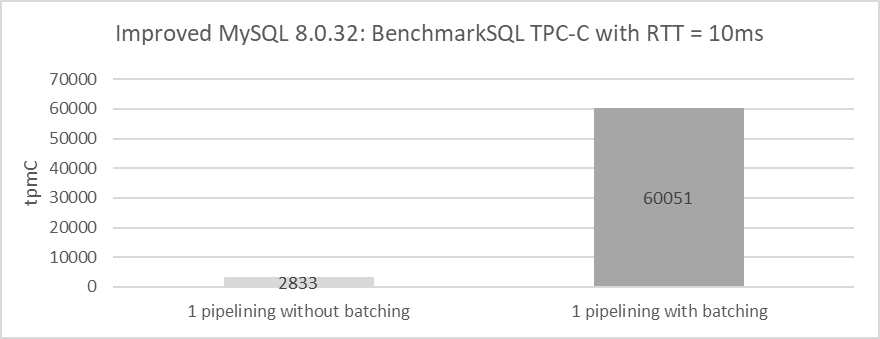 Improved MySQL 8.0.32: BenchmarkSQL TPC-C with RTT = 10ms
70000
60000
50000
40000
30000
20000
10000
0
tpmC
2833
60051
1 pipelining without batching
1 pipelining with batching